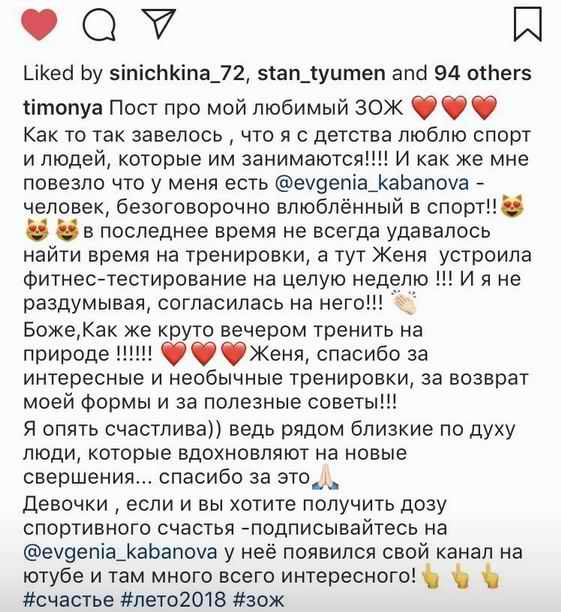 Liked by sinichkina_72, stan_tyumen and 94 others
timonya Пост про мой любимый ЗОЖ ❤️❤️❤️
Как то так завелось , что я с детства люблю спорт
и людей, которые им занимаются!!!! И как же мне
повезло что у меня есть @evgenia_kabanova -
человек, безоговорочно влюблённый в спорт!!😻
😻😻в последнее время не всегда удавалось
найти время на тренировки, а тут Женя  устроила
фитнес-тестирование на целую неделю !!! И я не
раздумывая, согласилась на него!!! 👏🏻
Боже,Как же круто вечером тренить на
природе !!!!!! ❤️❤️❤️Женя, спасибо за
интересные и необычные тренировки, за возврат
моей формы и за полезные советы!!!
Я опять счастлива)) ведь рядом близкие по духу
люди, которые вдохновляют на новые
свершения... спасибо за это🙏🏻
Девочки , если и вы хотите получить дозу
спортивного счастья -подписывайтесь на
@evgenia_kabanova у неё появился свой канал на
ютубе и там много всего интересного!👆👆👆
#счастье #лето2018 #зож